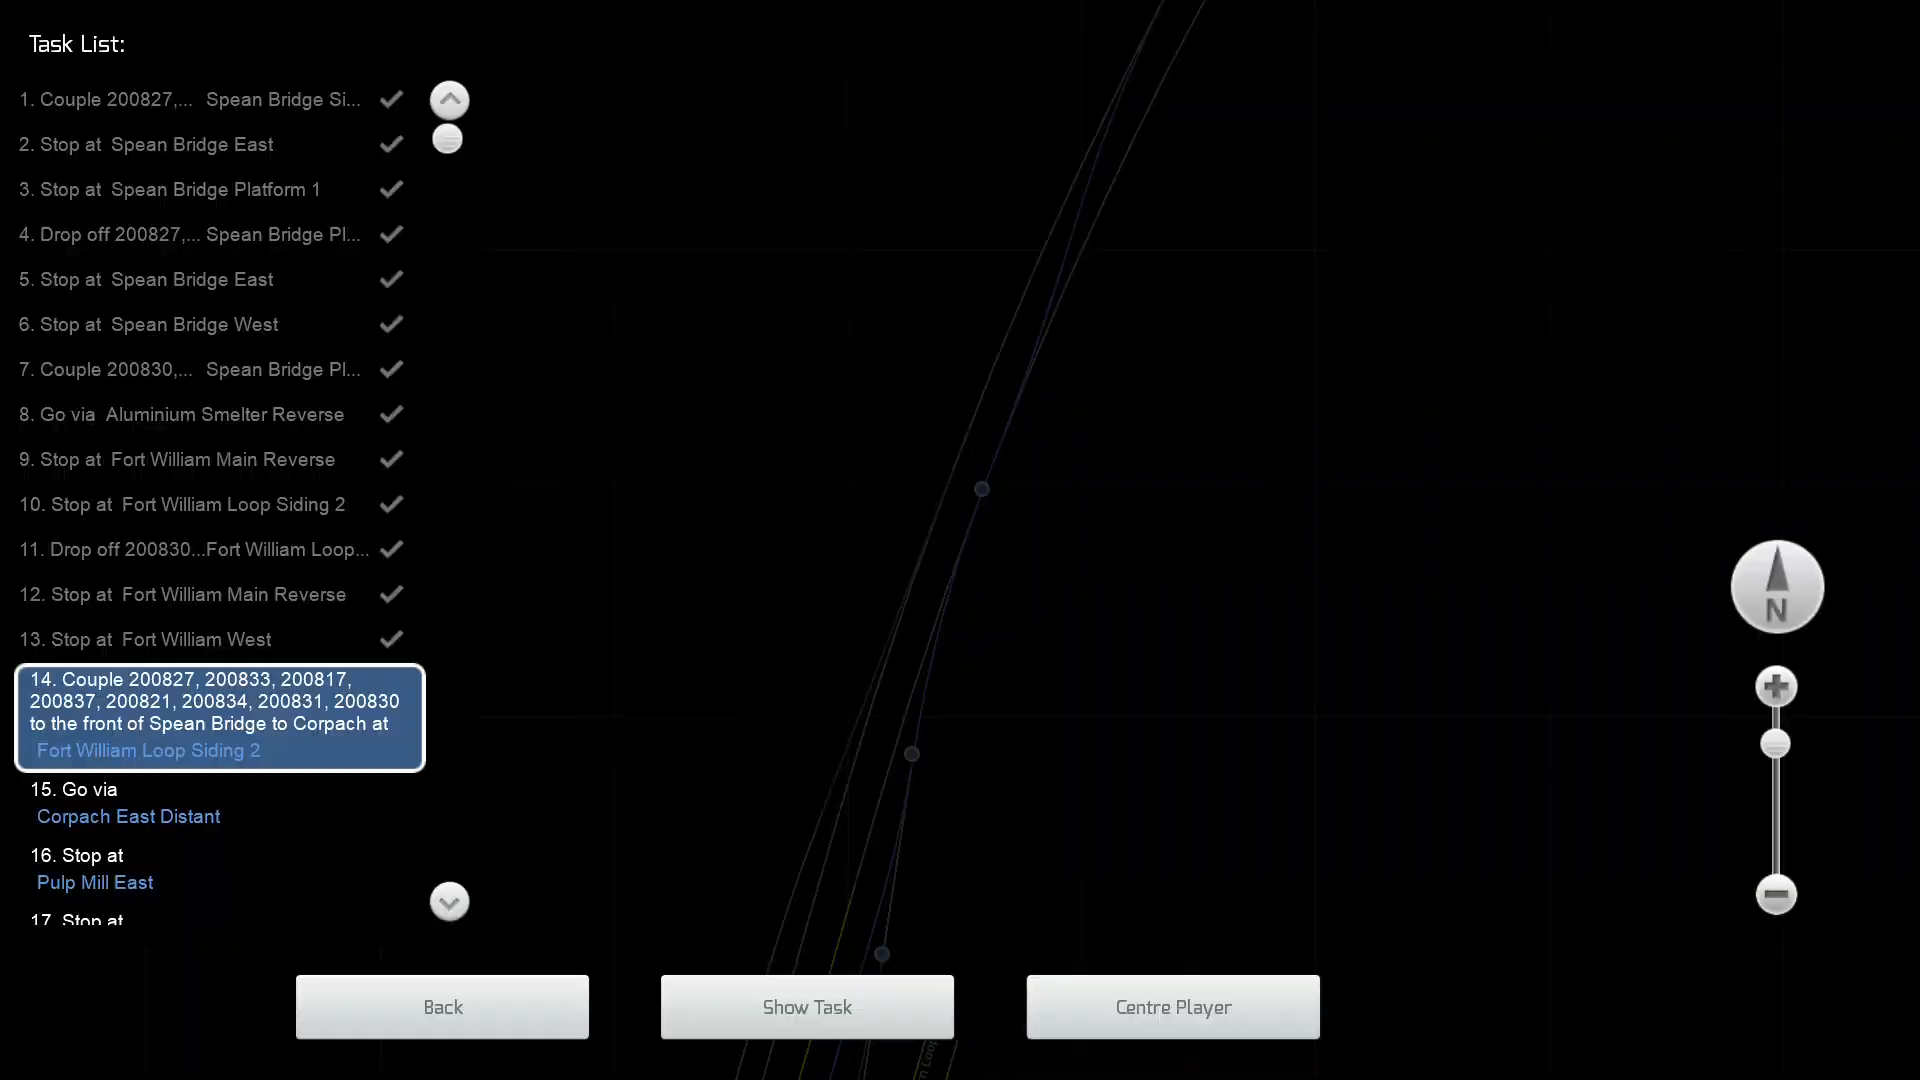 Task List:
1. Couple 200827,... Spean Bridge Si...
2. Stop at Spean Bridge East
3. Stop at Spean Bridge Platform 1
4. Drop off 200827,... Spean Bridge Pl...
5. Stop at Spean Bridge East
6. Stop at Spean Bridge West
7. Couple 200830,... Spean Bridge Pl...
8. Go via Aluminium Smelter Reverse
9. Stop at Fort William Main Reverse
10. Stop at Fort William Loop Siding 2
11. Drop off 200830...Fort William Loop...
12. Stop at Fort William Main Reverse
13. Stop at Fort William West
14. Couple 200827, 200833, 200817,
200837, 200821, 200834, 200831, 200830
to the front of Spean Bridge to Corpach at
Fort William Loop Siding 2
15. Go via
Corpach East Distant
16. Stop at
Pulp Mill East
17. Stop at
N
Back
Show Task
Centre Player
Loop